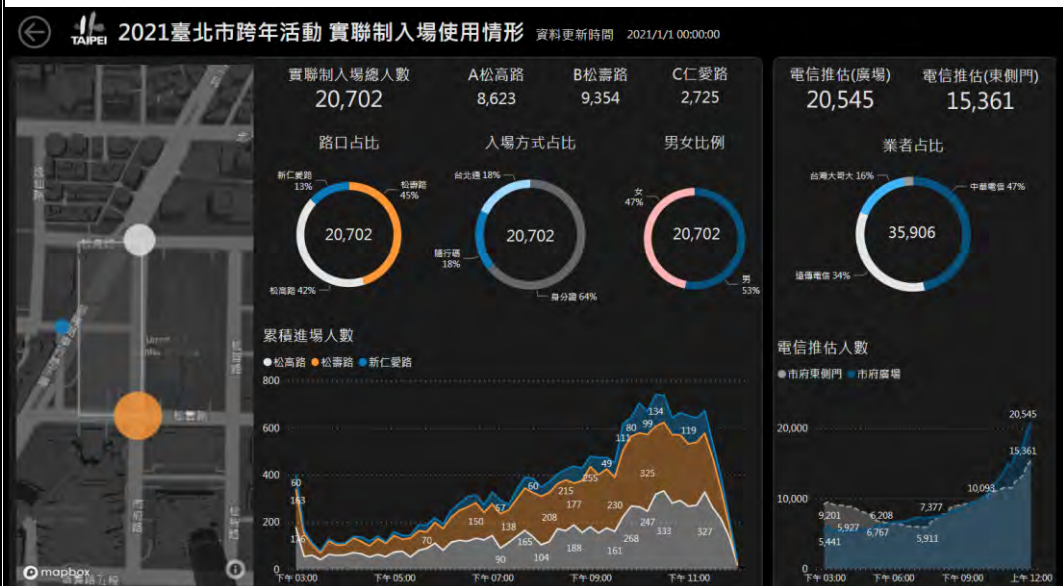 TAIPEI
2021臺北市跨年活動 實聯制入場使用情形 資料更新時間 2021/1/1 00:00:00
實聯制入場總人數
20,702
A松高路
8,623
B松壽路
9,354
C仁愛路
2,725
電信推估(廣場)
20,545
電信推估(東側門)
15,361
路口占比
新仁愛路
13%
松壽路
45%
20,702
松高路 42%
入場方式占比
台北通 18%
20,702
隨行碼
18%
身分證 64%
男女比例
女
47%
20,702
男
53%
業者占比
台灣大哥大 16%
中華電信 47%
35,906
遠傳電信 34%
逸仙路
松高路
松壽路
市府路
mapbox
累積進場人數
松高路 松壽路 新仁愛路
800
600
400
200
0
60
163
176
70
150
67
138
90
165
60
208
104
215
177
188
255
49
230
161
111
80
268
99
134
325
247
333
119
327
下午 03:00 下午 05:00 下午 07:00 下午 09:00 下午 11:00
電信推估人數
市府東側門 市府廣場
20,000
10,000
0
9,201
5,441
5,927
6,208
6,767
7,377
5,911
10,093
20,545
15,361
下午 03:00 下午 06:00 下午 09:00 上午 12:00